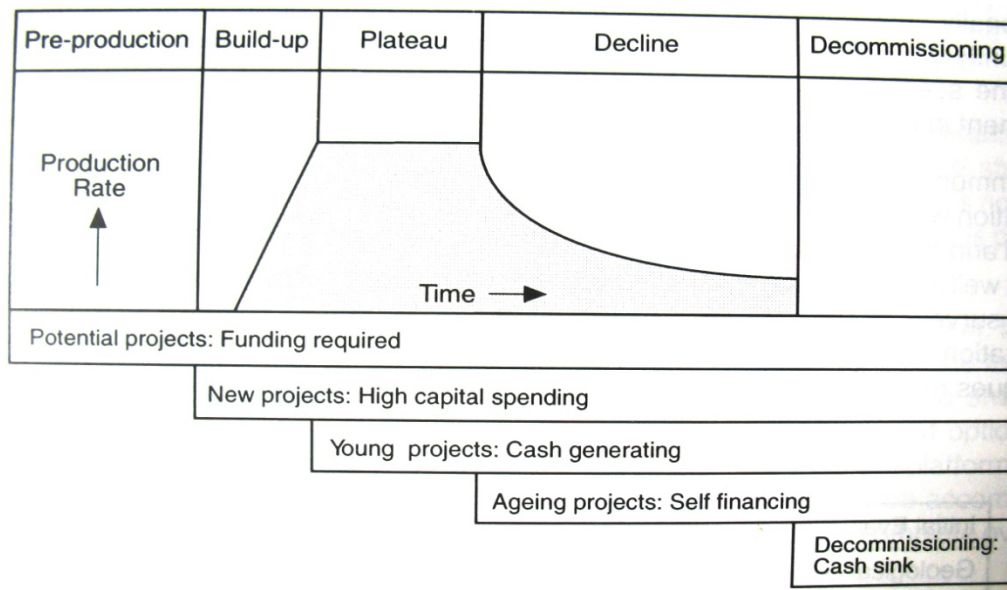 Pre-production Build-up Plateau Decline Decommissioning
Production
Rate
Time
Potential projects: Funding required
New projects: High capital spending
Young projects: Cash generating
Ageing projects: Self financing
Decommissioning:
Cash sink